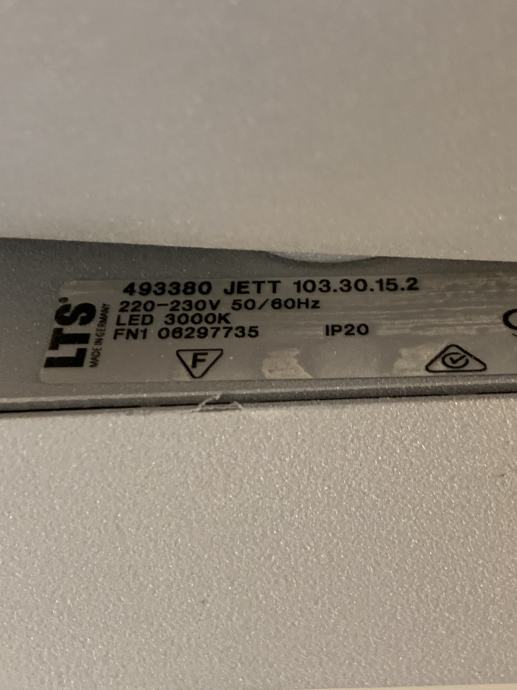 493380 JETT 103.30.15.2
220-230V 50/60Hz
LED 3000K
FN1 06297735 IP20
LTS®
MADE IN GERMANY
F